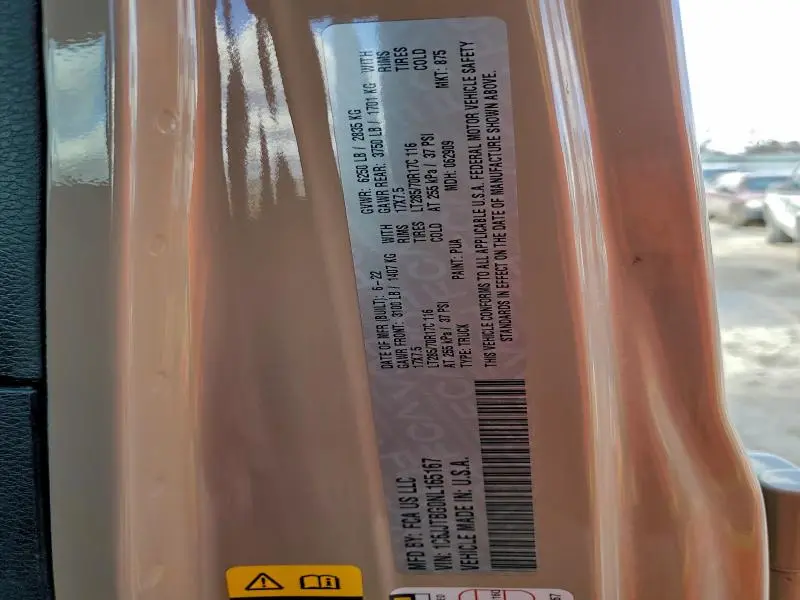 MFD BY: FCA US LLC
DATE OF MFR (BUILT): 6-22
GVWR: 6250 LB / 2835 KG
GAWR FRONT: 3100 LB / 1407 KG WITH
GAWR REAR: 3750 LB / 1701 KG WITH
17X7.5 RIMS
17X7.5 RIMS
LT285/70R17C 116 TIRES
LT285/70R17C 116 TIRES
AT 255 kPa / 37 PSI COLD
AT 255 kPa / 37 PSI COLD
VIN: 1C6JJTBG0NL165167
TYPE: TRUCK
PAINT: PUA
MDH: 062909
MKT: 875
VEHICLE MADE IN: U.S.A.
THIS VEHICLE CONFORMS TO ALL APPLICABLE U.S.A. FEDERAL MOTOR VEHICLE SAFETY
STANDARDS IN EFFECT ON THE DATE OF MANUFACTURE SHOWN ABOVE.